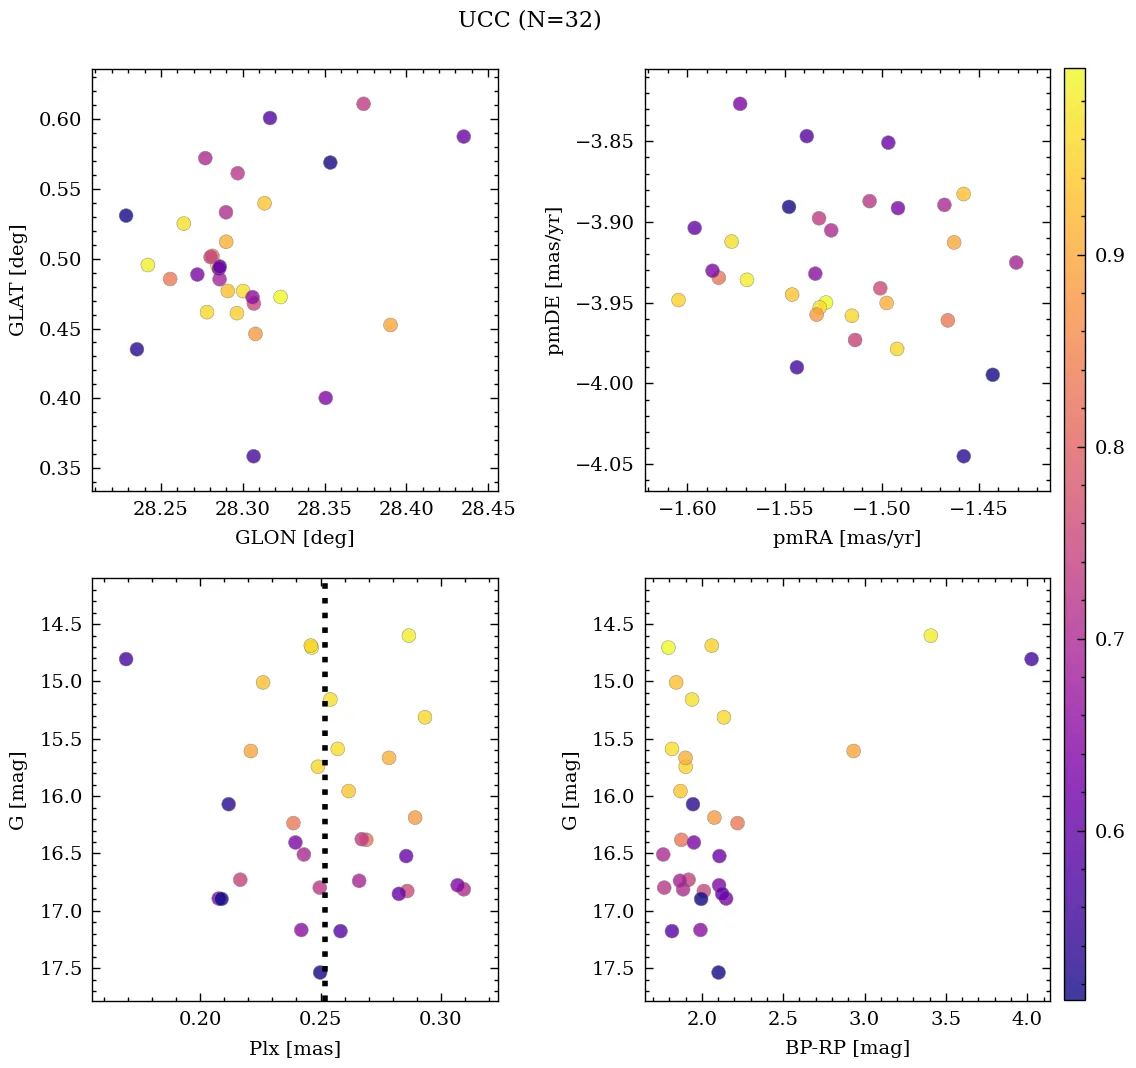 UCC (N=32)
0.60
0.55
0.50
0.45
0.40
0.35
GLAT [deg]
28.25 28.30 28.35 28.40 28.45
GLON [deg]
−3.85
−3.90
−3.95
−4.00
−4.05
pmDE [mas/yr]
−1.60 −1.55 −1.50 −1.45
pmRA [mas/yr]
0.9
0.8
0.7
0.6
14.5
15.0
15.5
16.0
16.5
17.0
17.5
G [mag]
0.20 0.25 0.30
Plx [mas]
14.5
15.0
15.5
16.0
16.5
17.0
17.5
G [mag]
2.0 2.5 3.0 3.5 4.0
BP-RP [mag]